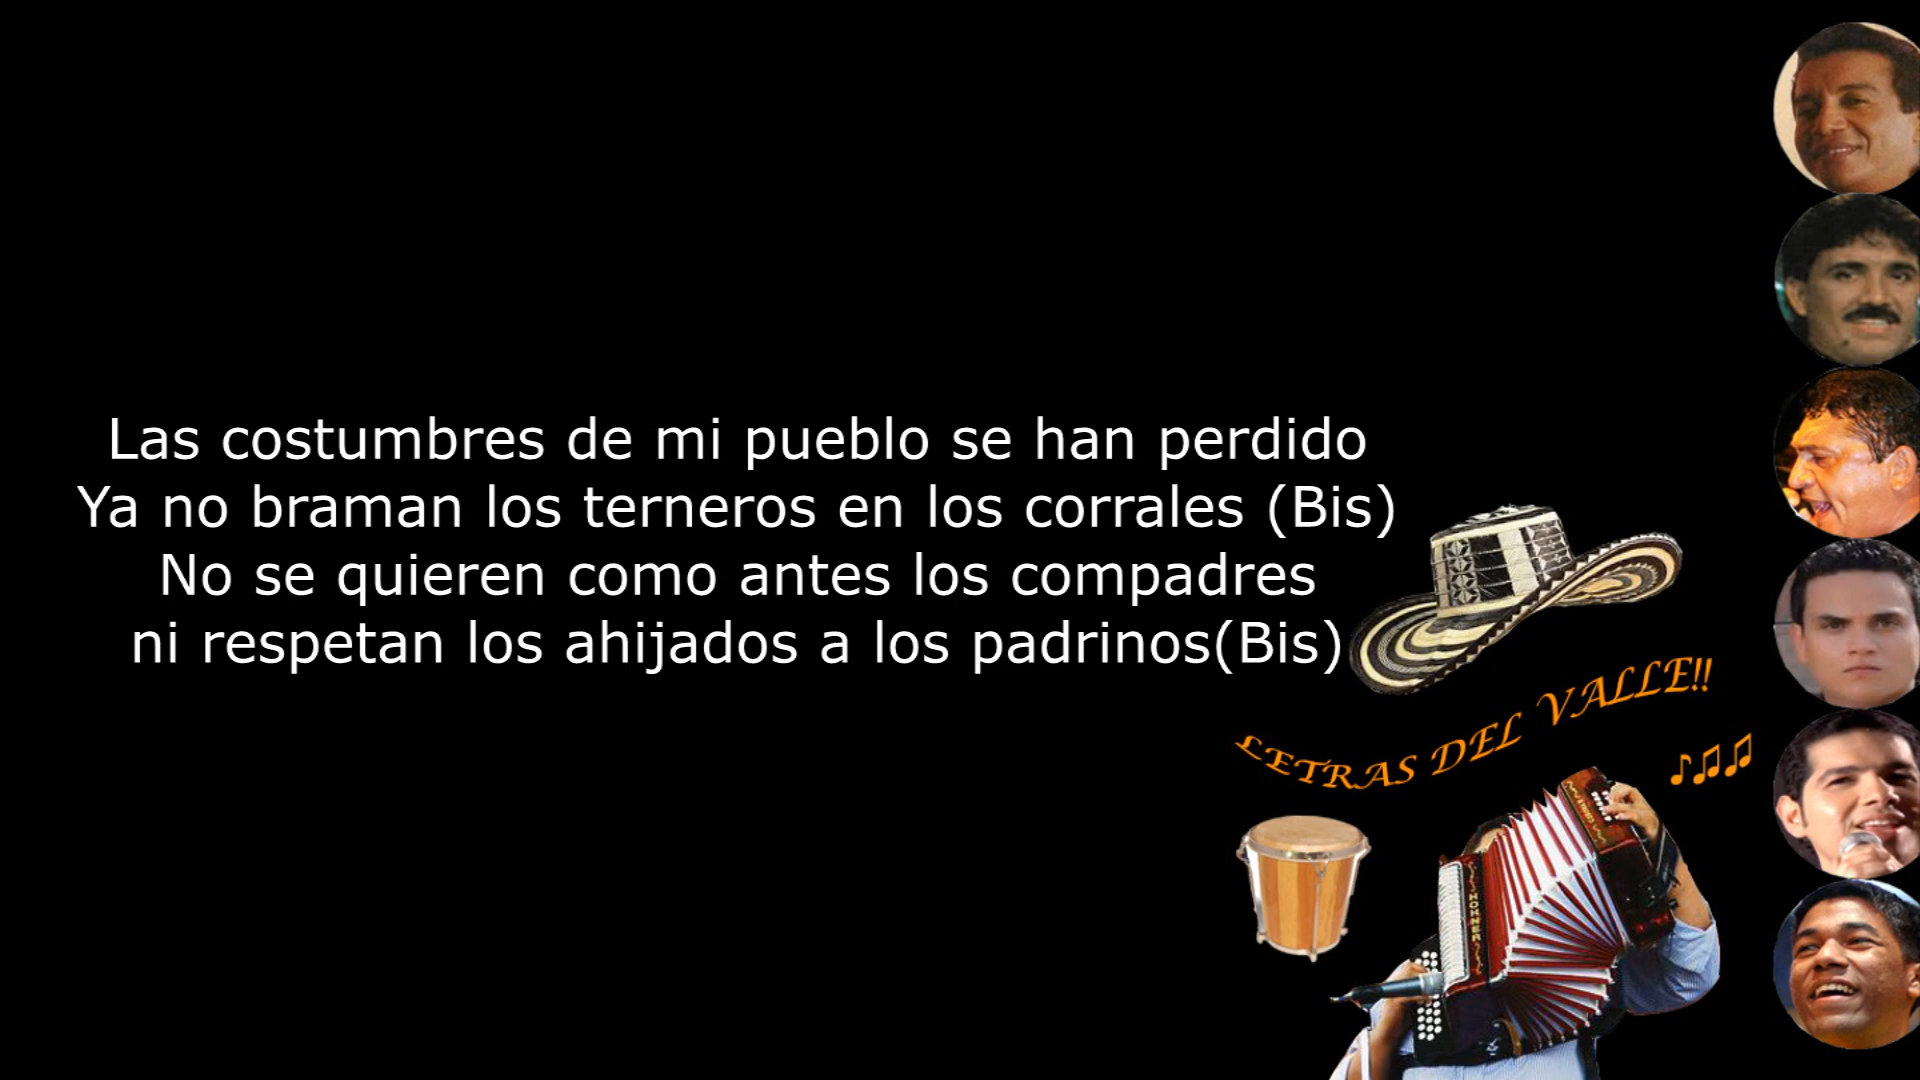 Las costumbres de mi pueblo se han perdido
Ya no braman los terneros en los corrales (Bis)
No se quieren como antes los compadres
ni respetan los ahijados a los padrinos(Bis)
LETRAS DEL VALLE!!
HOHNER